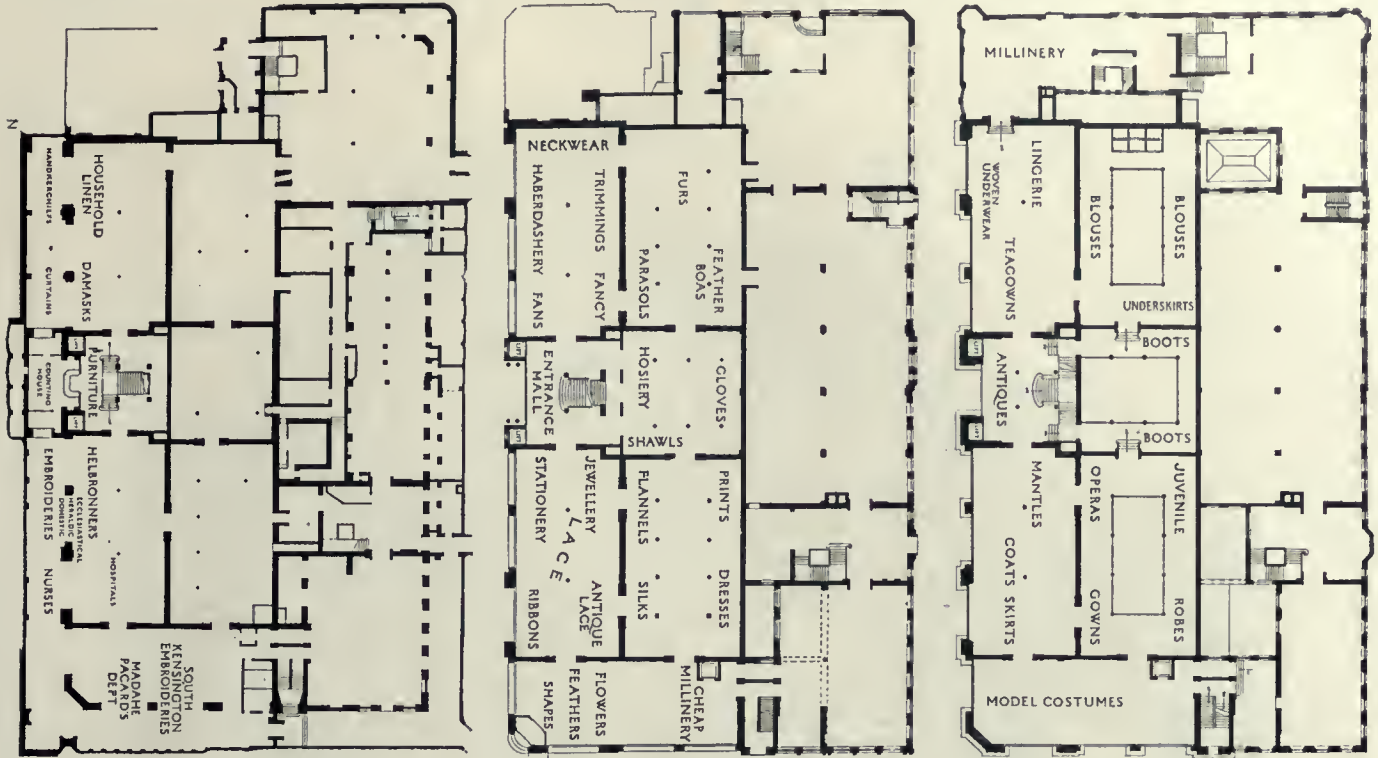 N
HANDKERCHIEFS
CURTAINS
HOUSEHOLD
LINEN
DAMASKS
LIFT
COUNTING
HOUSE
FURNITURE
LIFT
HELBRONNERS
EMBROIDERIES
ECCLESIASTICAL
HERALDIC
DOMESTIC
HOSPITALS
NURSES
SOUTH
KENSINGTON
EMBROIDERIES
MADAME
PACARD'S
DEPT
NECKWEAR
HABERDASHERY
FANS
TRIMMINGS
FANCY
FURS
PARASOLS
FEATHER
BOAS
LIFT
ENTRANCE
HALL
LIFT
HOSIERY
GLOVES
SHAWLS
STATIONERY
JEWELLERY
LACE
RIBBONS
ANTIQUE
LACE
FLANNELS
SILKS
PRINTS
DRESSES
SHAPES
FEATHERS
FLOWERS
CHEAP
MILLINERY
MILLINERY
WOVEN
UNDERWEAR
LINGERIE
TEAGOWNS
BLOUSES
BLOUSES
UNDERSKIRTS
LIFT
ANTIQUES
LIFT
BOOTS
BOOTS
MANTLES
COATS SKIRTS
OPERAS
GOWNS
JUVENILE
ROBES
MODEL COSTUMES